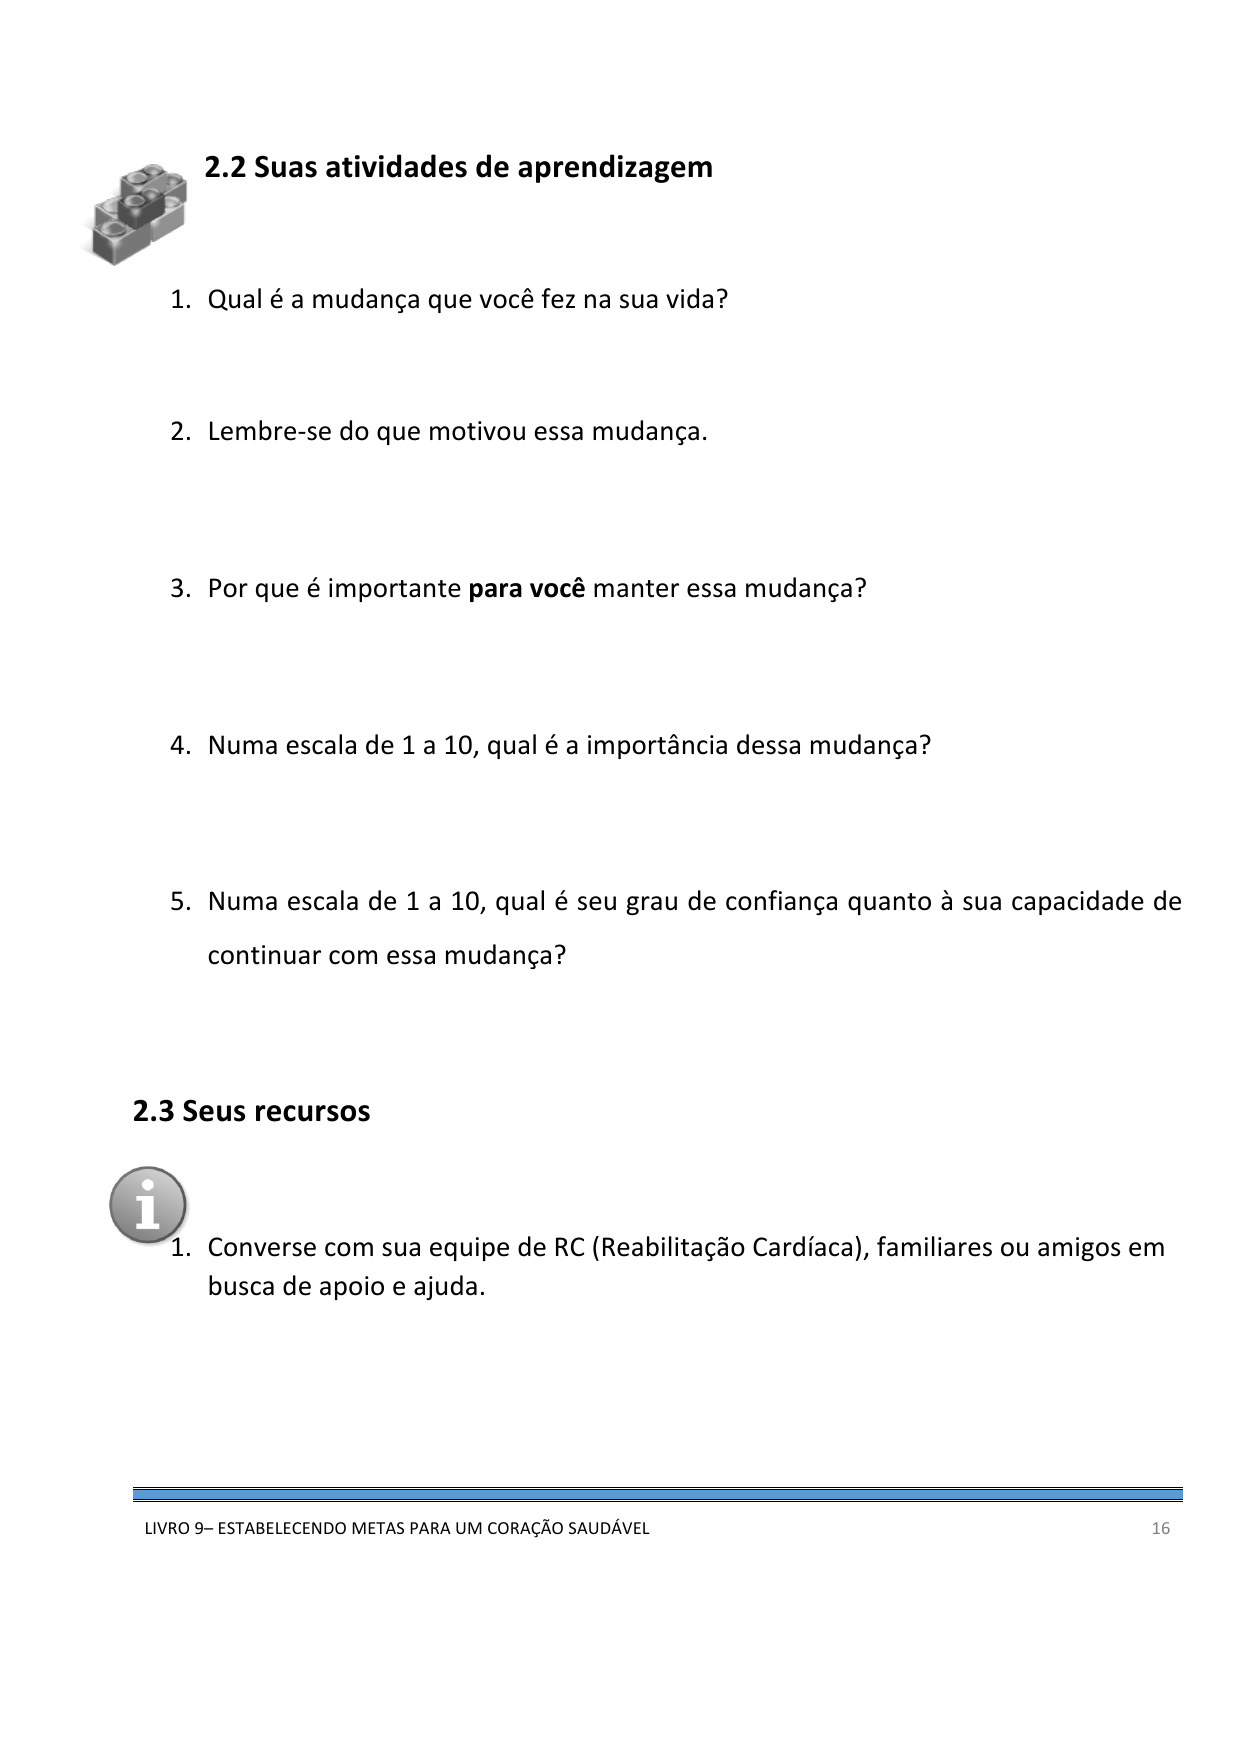 2.2 Suas atividades de aprendizagem
1. Qual é a mudança que você fez na sua vida?
2. Lembre-se do que motivou essa mudança.
3. Por que é importante para você manter essa mudança?
4. Numa escala de 1 a 10, qual é a importância dessa mudança?
5. Numa escala de 1 a 10, qual é seu grau de confiança quanto à sua capacidade de
continuar com essa mudança?
2.3 Seus recursos
i
1. Converse com sua equipe de RC (Reabilitação Cardíaca), familiares ou amigos em
busca de apoio e ajuda.
LIVRO 9– ESTABELECENDO METAS PARA UM CORAÇÃO SAUDÁVEL 16